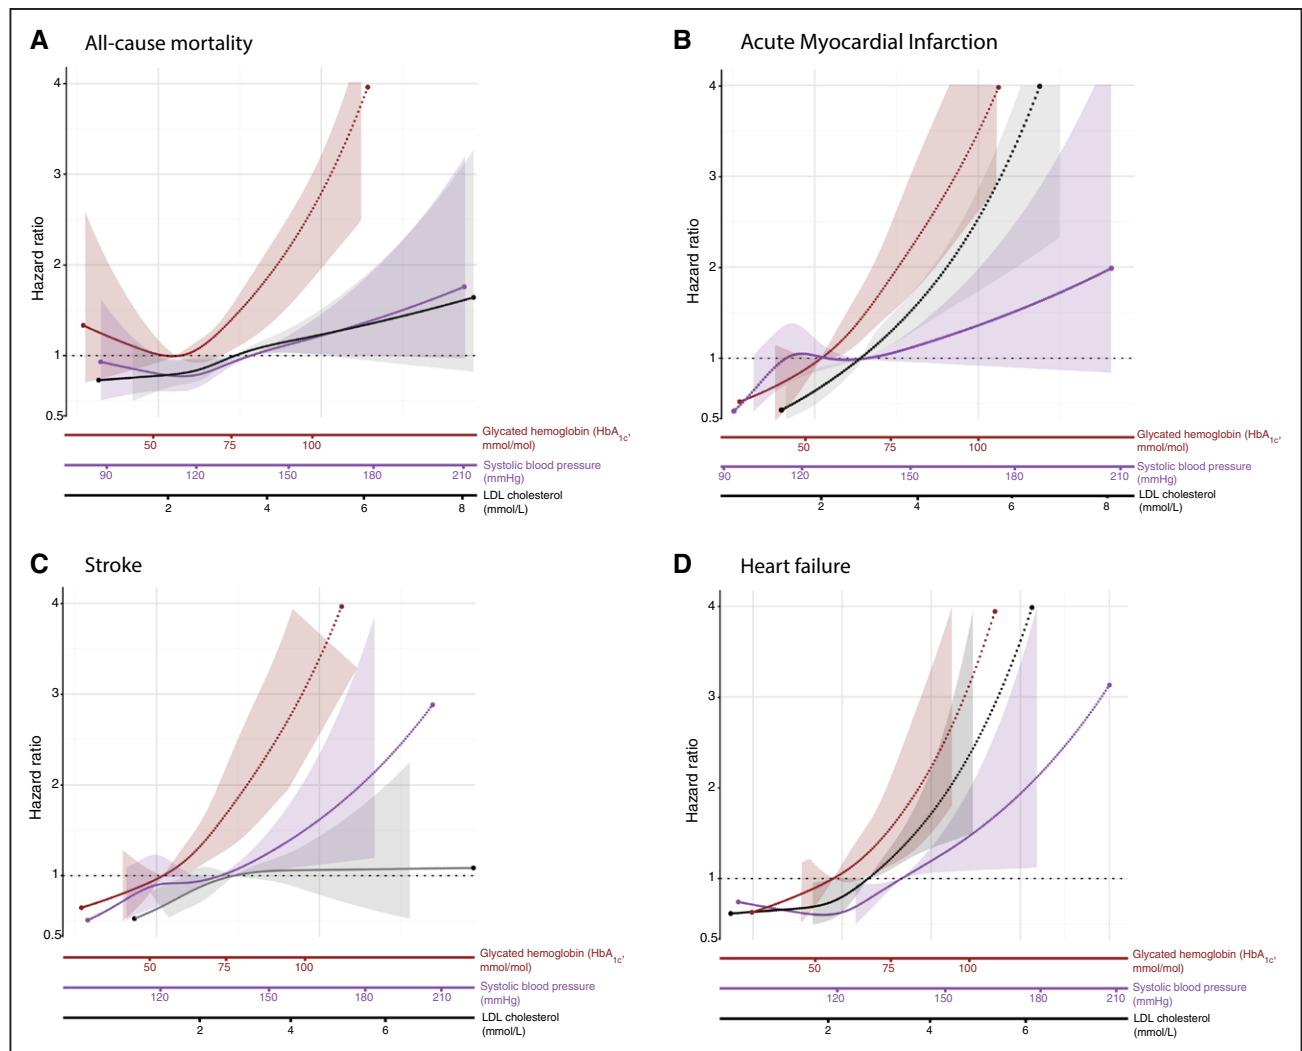 A All-cause mortality
4
3
2
1
0.5
Hazard ratio
50 75 100
Glycated hemoglobin (HbA1c, mmol/mol)
90 120 150 180 210
Systolic blood pressure
(mmHg)
2 4 6 8
LDL cholesterol
(mmol/L)
B Acute Myocardial Infarction
4
3
2
1
0.5
Hazard ratio
50 75 100
Glycated hemoglobin (HbA1c,
mmol/mol)
90 120 150 180 210
Systolic blood pressure
(mmHg)
2 4 6 8
LDL cholesterol
(mmol/L)
C Stroke
4
3
2
1
0.5
Hazard ratio
50 75 100
Glycated hemoglobin (HbA1c,
mmol/mol)
120 150 180 210
Systolic blood pressure
(mmHg)
2 4 6
LDL cholesterol
(mmol/L)
D Heart failure
4
3
2
1
0.5
Hazard ratio
50 75 100
Glycated hemoglobin (HbA1c,
mmol/mol)
120 150 180 210
Systolic blood pressure
(mmHg)
2 4 6
LDL cholesterol
(mmol/L)